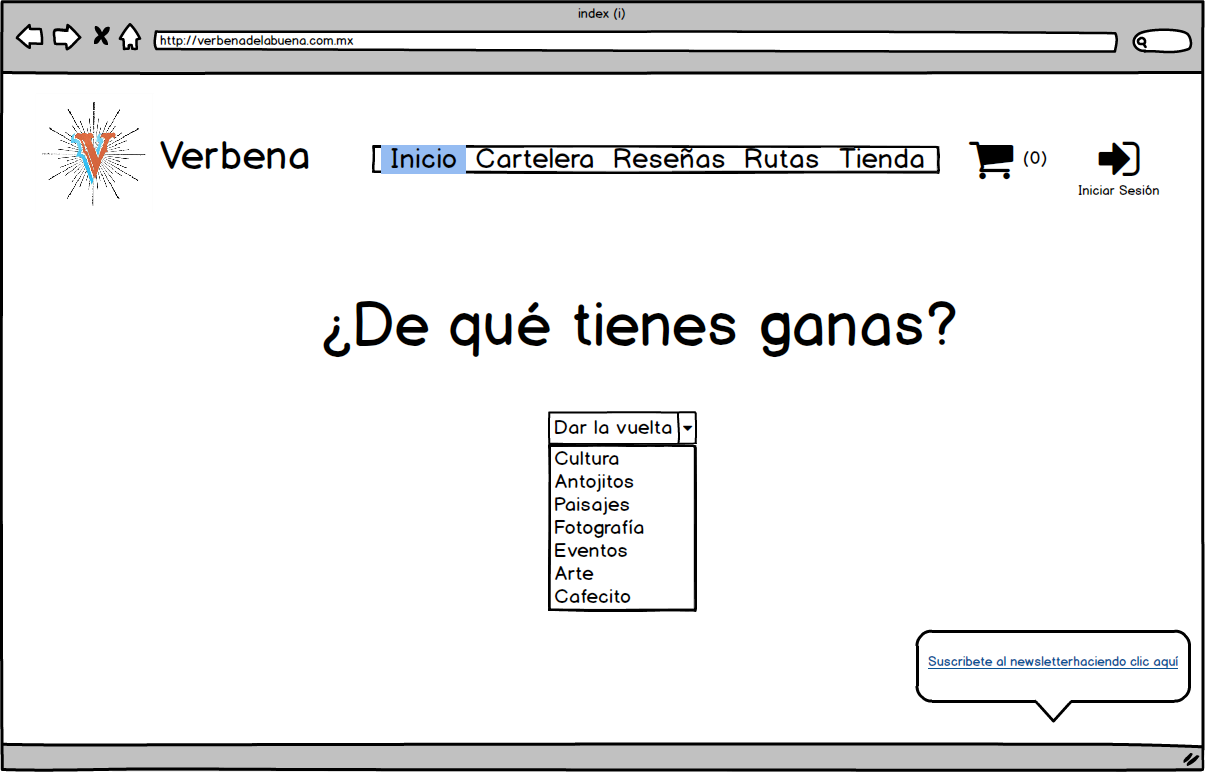 index (i)
http://verbenadelabuena.com.mx
V
Verbena
Inicio Cartelera Reseñas Rutas Tienda
(0)
Iniciar Sesión
¿De qué tienes ganas?
Dar la vuelta
Cultura
Antojitos
Paisajes
Fotografía
Eventos
Arte
Cafecito
Suscribete al newsletterhaciendo clic aquí